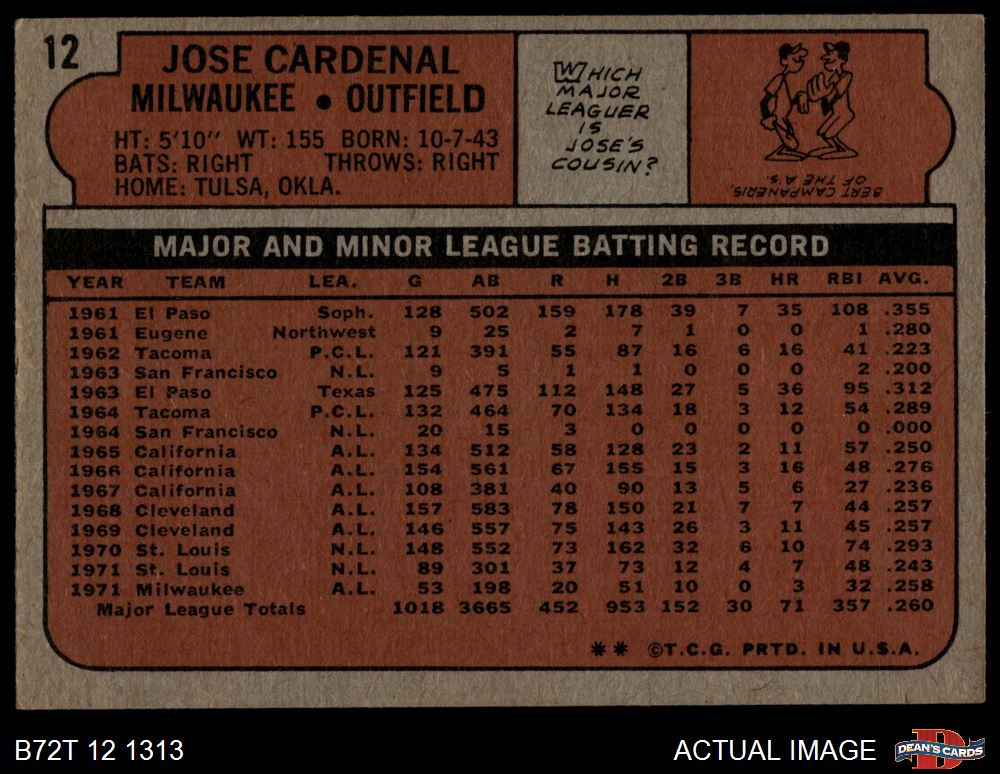 12
JOSE CARDENAL
MILWAUKEE • OUTFIELD
HT: 5'10" WT: 155 BORN: 10-7-43
BATS: RIGHT THROWS: RIGHT
HOME: TULSA, OKLA.
WHICH
MAJOR
LEAGUER
IS
JOSE'S
COUSIN?
BERT CAMPANERIS,
OF THE A'S.
MAJOR AND MINOR LEAGUE BATTING RECORD
YEAR TEAM LEA. G AB R H 2B 3B HR RBI AVG.
1961 El Paso Soph. 128 502 159 178 39 7 35 108 .355
1961 Eugene Northwest 9 25 2 7 1 0 0 1 .280
1962 Tacoma P.C.L. 121 391 55 87 16 6 16 41 .223
1963 San Francisco N.L. 9 5 1 1 0 0 0 2 .200
1963 El Paso Texas 125 475 112 148 27 5 36 95 .312
1964 Tacoma P.C.L. 132 464 70 134 18 3 12 54 .289
1964 San Francisco N.L. 20 15 3 0 0 0 0 0 .000
1965 California A.L. 134 512 58 128 23 2 11 57 .250
1966 California A.L. 154 561 67 155 15 3 16 48 .276
1967 California A.L. 108 381 40 90 13 5 6 27 .236
1968 Cleveland A.L. 157 583 78 150 21 7 7 44 .257
1969 Cleveland A.L. 146 557 75 143 26 3 11 45 .257
1970 St. Louis N.L. 148 552 73 162 32 6 10 74 .293
1971 St. Louis N.L. 89 301 37 73 12 4 7 48 .243
1971 Milwaukee A.L. 53 198 20 51 10 0 3 32 .258
Major League Totals 1018 3665 452 953 152 30 71 357 .260
** ©T.C.G. PRTD. IN U.S.A.
B72T 12 1313
ACTUAL IMAGE
D
DEAN'S CARDS